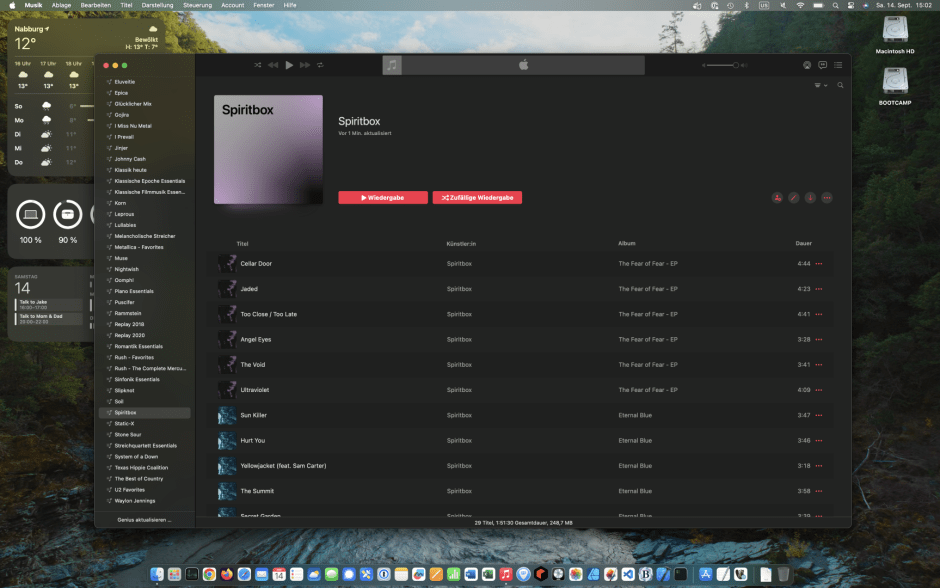 Musik Ablage Bearbeiten Titel Darstellung Steuerung Account Fenster Hilfe
US
Sa. 14. Sept. 15:02
Nabburg
12°
Bewölkt
H: 13° T: 7°
16 Uhr 17 Uhr 18 Uhr
13° 13° 13°
So 8°
Mo 9°
Di 11°
Mi 11°
Do 12°
100 % 90 %
SAMSTAG
14
Talk to Jake
16:00–17:00
Talk to Mom & Dad
20:00–22:00
Macintosh HD
BOOTCAMP
Eluveitie
Epica
Glücklicher Mix
Gojira
I Miss Nu Metal
I Prevail
Jinjer
Johnny Cash
Klassik heute
Klassische Epoche Essentials
Klassische Filmmusik Essen...
Korn
Leprous
Lullabies
Melancholische Streicher
Metallica - Favorites
Muse
Nightwish
Oomph!
Piano Essentials
Puscifer
Rammstein
Replay 2018
Replay 2020
Romantik Essentials
Rush - Favorites
Rush - The Complete Mercu...
Sinfonik Essentials
Slipknot
Soil
Spiritbox
Static-X
Stone Sour
Streichquartett Essentials
System of a Down
Texas Hippie Coalition
The Best of Country
U2 Favorites
Waylon Jennings
Genius aktualisieren ...
Spiritbox
Spiritbox
Vor 1 Min. aktualisiert
Wiedergabe
Zufällige Wiedergabe
Titel Künstler:in Album Dauer
Cellar Door Spiritbox The Fear of Fear - EP 4:44
Jaded Spiritbox The Fear of Fear - EP 4:23
Too Close / Too Late Spiritbox The Fear of Fear - EP 4:41
Angel Eyes Spiritbox The Fear of Fear - EP 3:28
The Void Spiritbox The Fear of Fear - EP 3:41
Ultraviolet Spiritbox The Fear of Fear - EP 4:09
Sun Killer Spiritbox Eternal Blue 3:47
Hurt You Spiritbox Eternal Blue 3:46
Yellowjacket (feat. Sam Carter) Spiritbox Eternal Blue 3:18
The Summit Spiritbox Eternal Blue 3:58
Secret Garden Spiritbox Eternal Blue 3:39
29 Titel, 1:51:30 Gesamtdauer, 248,7 MB
14